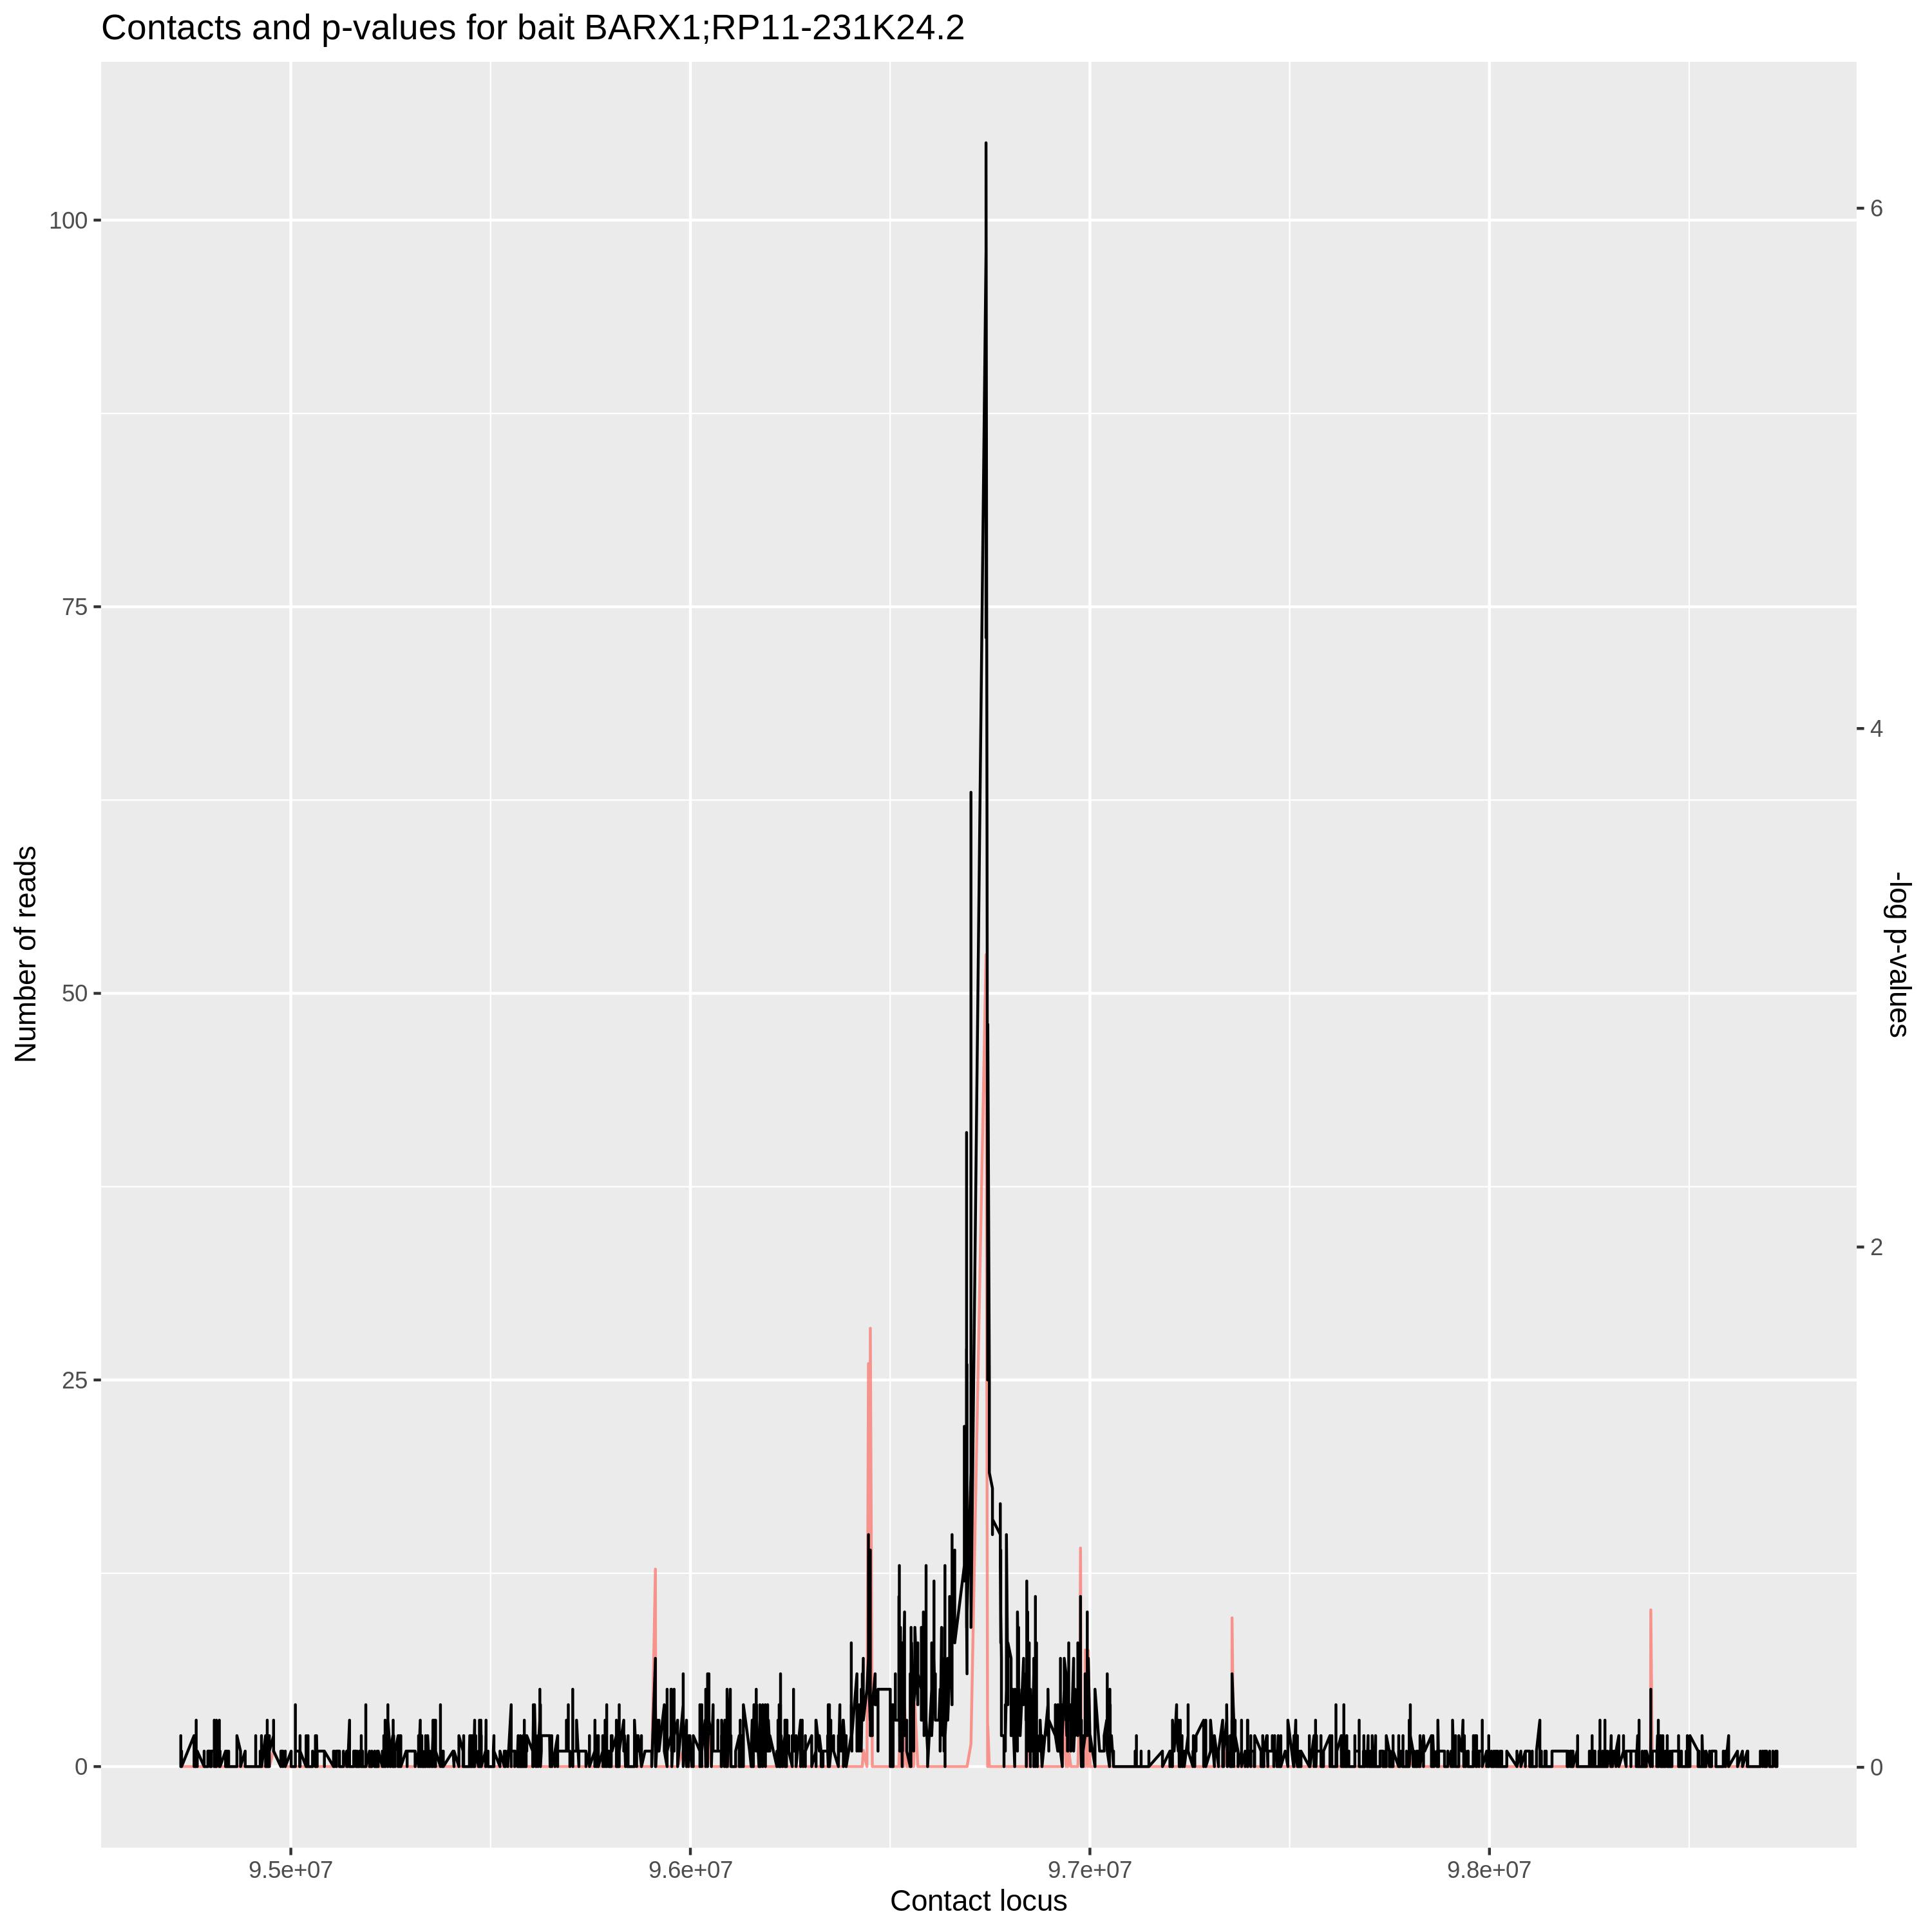 Contacts and p-values for bait BARX1;RP11-231K24.2
100
75
50
25
0
Number of reads
6
4
2
0
-log p-values
9.5e+07
9.6e+07
9.7e+07
9.8e+07
Contact locus